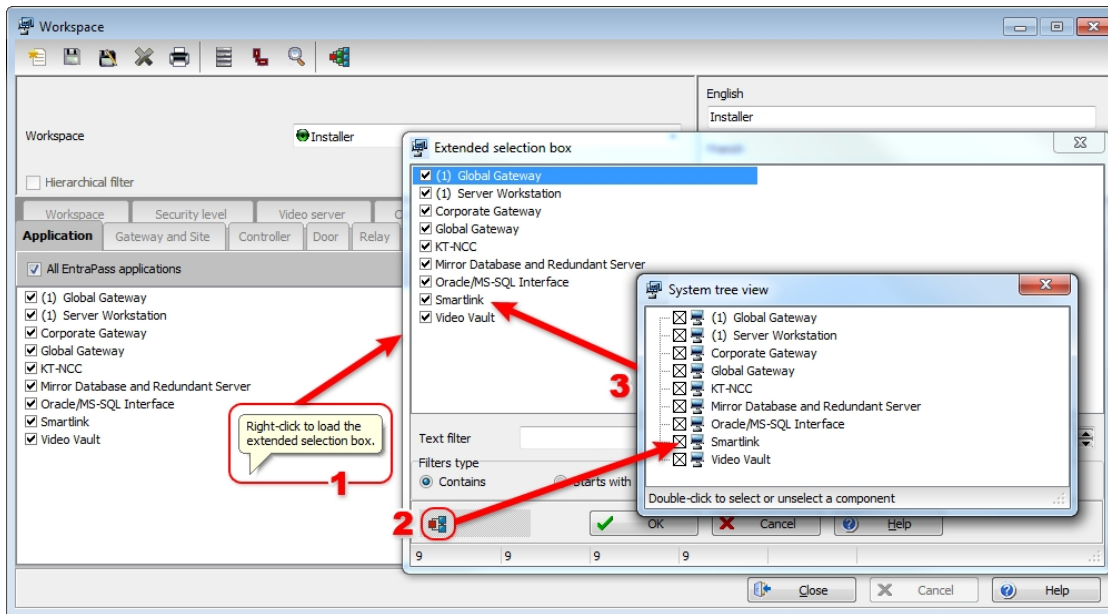 Workspace
English
Installer
Workspace
Installer
Hierarchical filter
Workspace
Security level
Video server
Application
Gateway and Site
Controller
Door
Relay
All EntraPass applications
(1) Global Gateway
(1) Server Workstation
Corporate Gateway
Global Gateway
KT-NCC
Mirror Database and Redundant Server
Oracle/MS-SQL Interface
Smartlink
Video Vault
Right-click to load the
extended selection box.
1
Extended selection box
(1) Global Gateway
(1) Server Workstation
Corporate Gateway
Global Gateway
KT-NCC
Mirror Database and Redundant Server
Oracle/MS-SQL Interface
Smartlink
Video Vault
3
Text filter
Filters type
Contains
Starts with
2
OK
Cancel
Help
9 9 9 9
System tree view
(1) Global Gateway
(1) Server Workstation
Corporate Gateway
Global Gateway
KT-NCC
Mirror Database and Redundant Server
Oracle/MS-SQL Interface
Smartlink
Video Vault
Double-click to select or unselect a component
Close
Cancel
Help